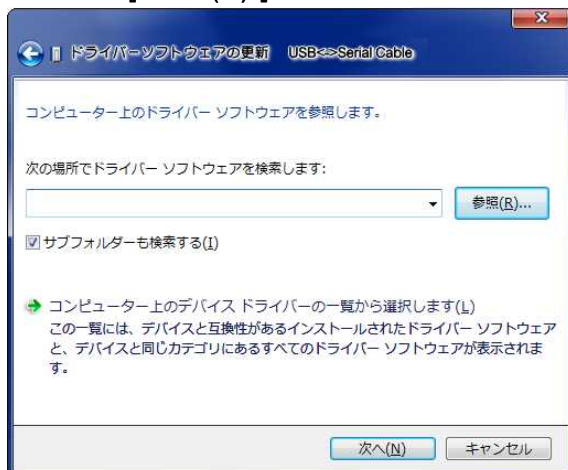 ドライバーソフトウェアの更新 USB<=>Serial Cable
コンピューター上のドライバー ソフトウェアを参照します。
次の場所でドライバー ソフトウェアを検索します:
参照(R)...
サブフォルダーも検索する(I)
コンピューター上のデバイス ドライバーの一覧から選択します(L)
この一覧には、デバイスと互換性があるインストールされたドライバー ソフトウェア
と、デバイスと同じカテゴリにあるすべてのドライバー ソフトウェアが表示されま
す。
次へ(N) キャンセル